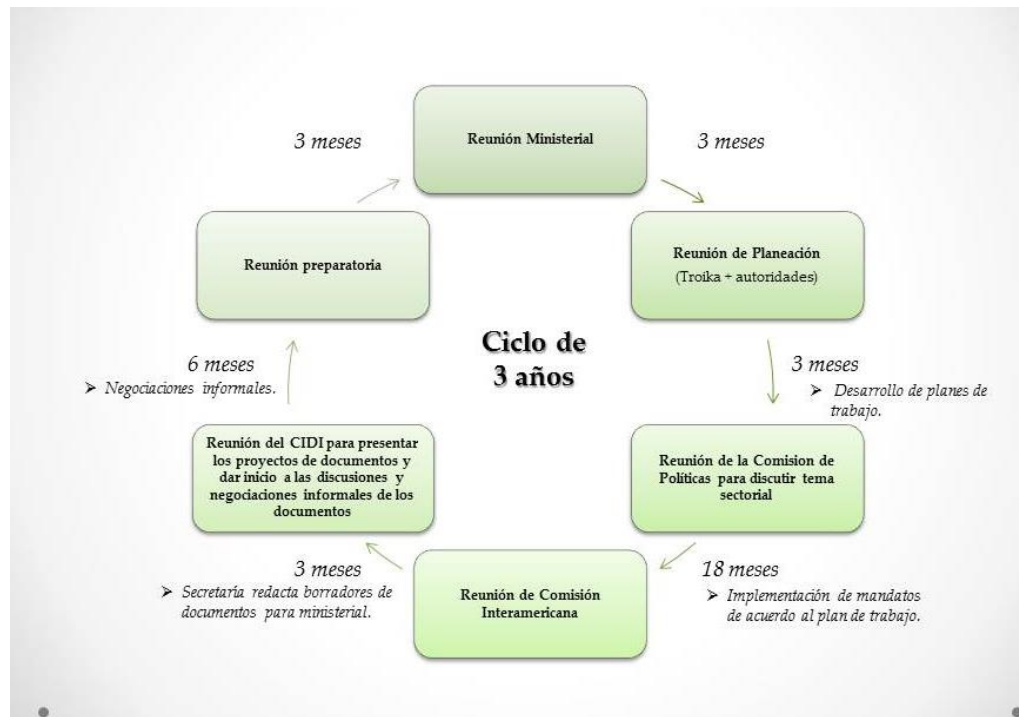 3 meses
Reunión Ministerial
3 meses
Reunión de Planeación
(Troika + autoridades)
3 meses
➢ Desarrollo de planes de
trabajo.
Reunión de la Comision de
Políticas para discutir tema
sectorial
18 meses
➢ Implementación de mandatos
de acuerdo al plan de trabajo.
Reunión de Comisión
Interamericana
3 meses
➢ Secretaría redacta borradores de
documentos para ministerial.
Reunión del CIDI para presentar
los proyectos de documentos y
dar inicio a las discusiones y
negociaciones informales de los
documentos
6 meses
➢ Negociaciones informales.
Reunión preparatoria
Ciclo de
3 años